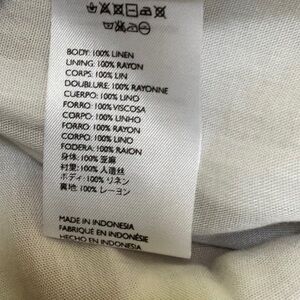 BODY: 100% LINEN
LINING: 100% RAYON
CORPS: 100% LIN
DOUBLURE: 100% RAYONNE
CUERPO: 100% LINO
FORRO: 100% VISCOSA
CORPO: 100% LINHO
FORRO: 100% RAYON
CORPO: 100% LINO
FODERA: 100% RAION
身体: 100% 亚麻
衬里: 100% 人造丝
ボディ: 100% リネン
裏地: 100% レーヨン
MADE IN INDONESIA
FABRIQUÉ EN INDONÉSIE
HECHO EN INDONESIA